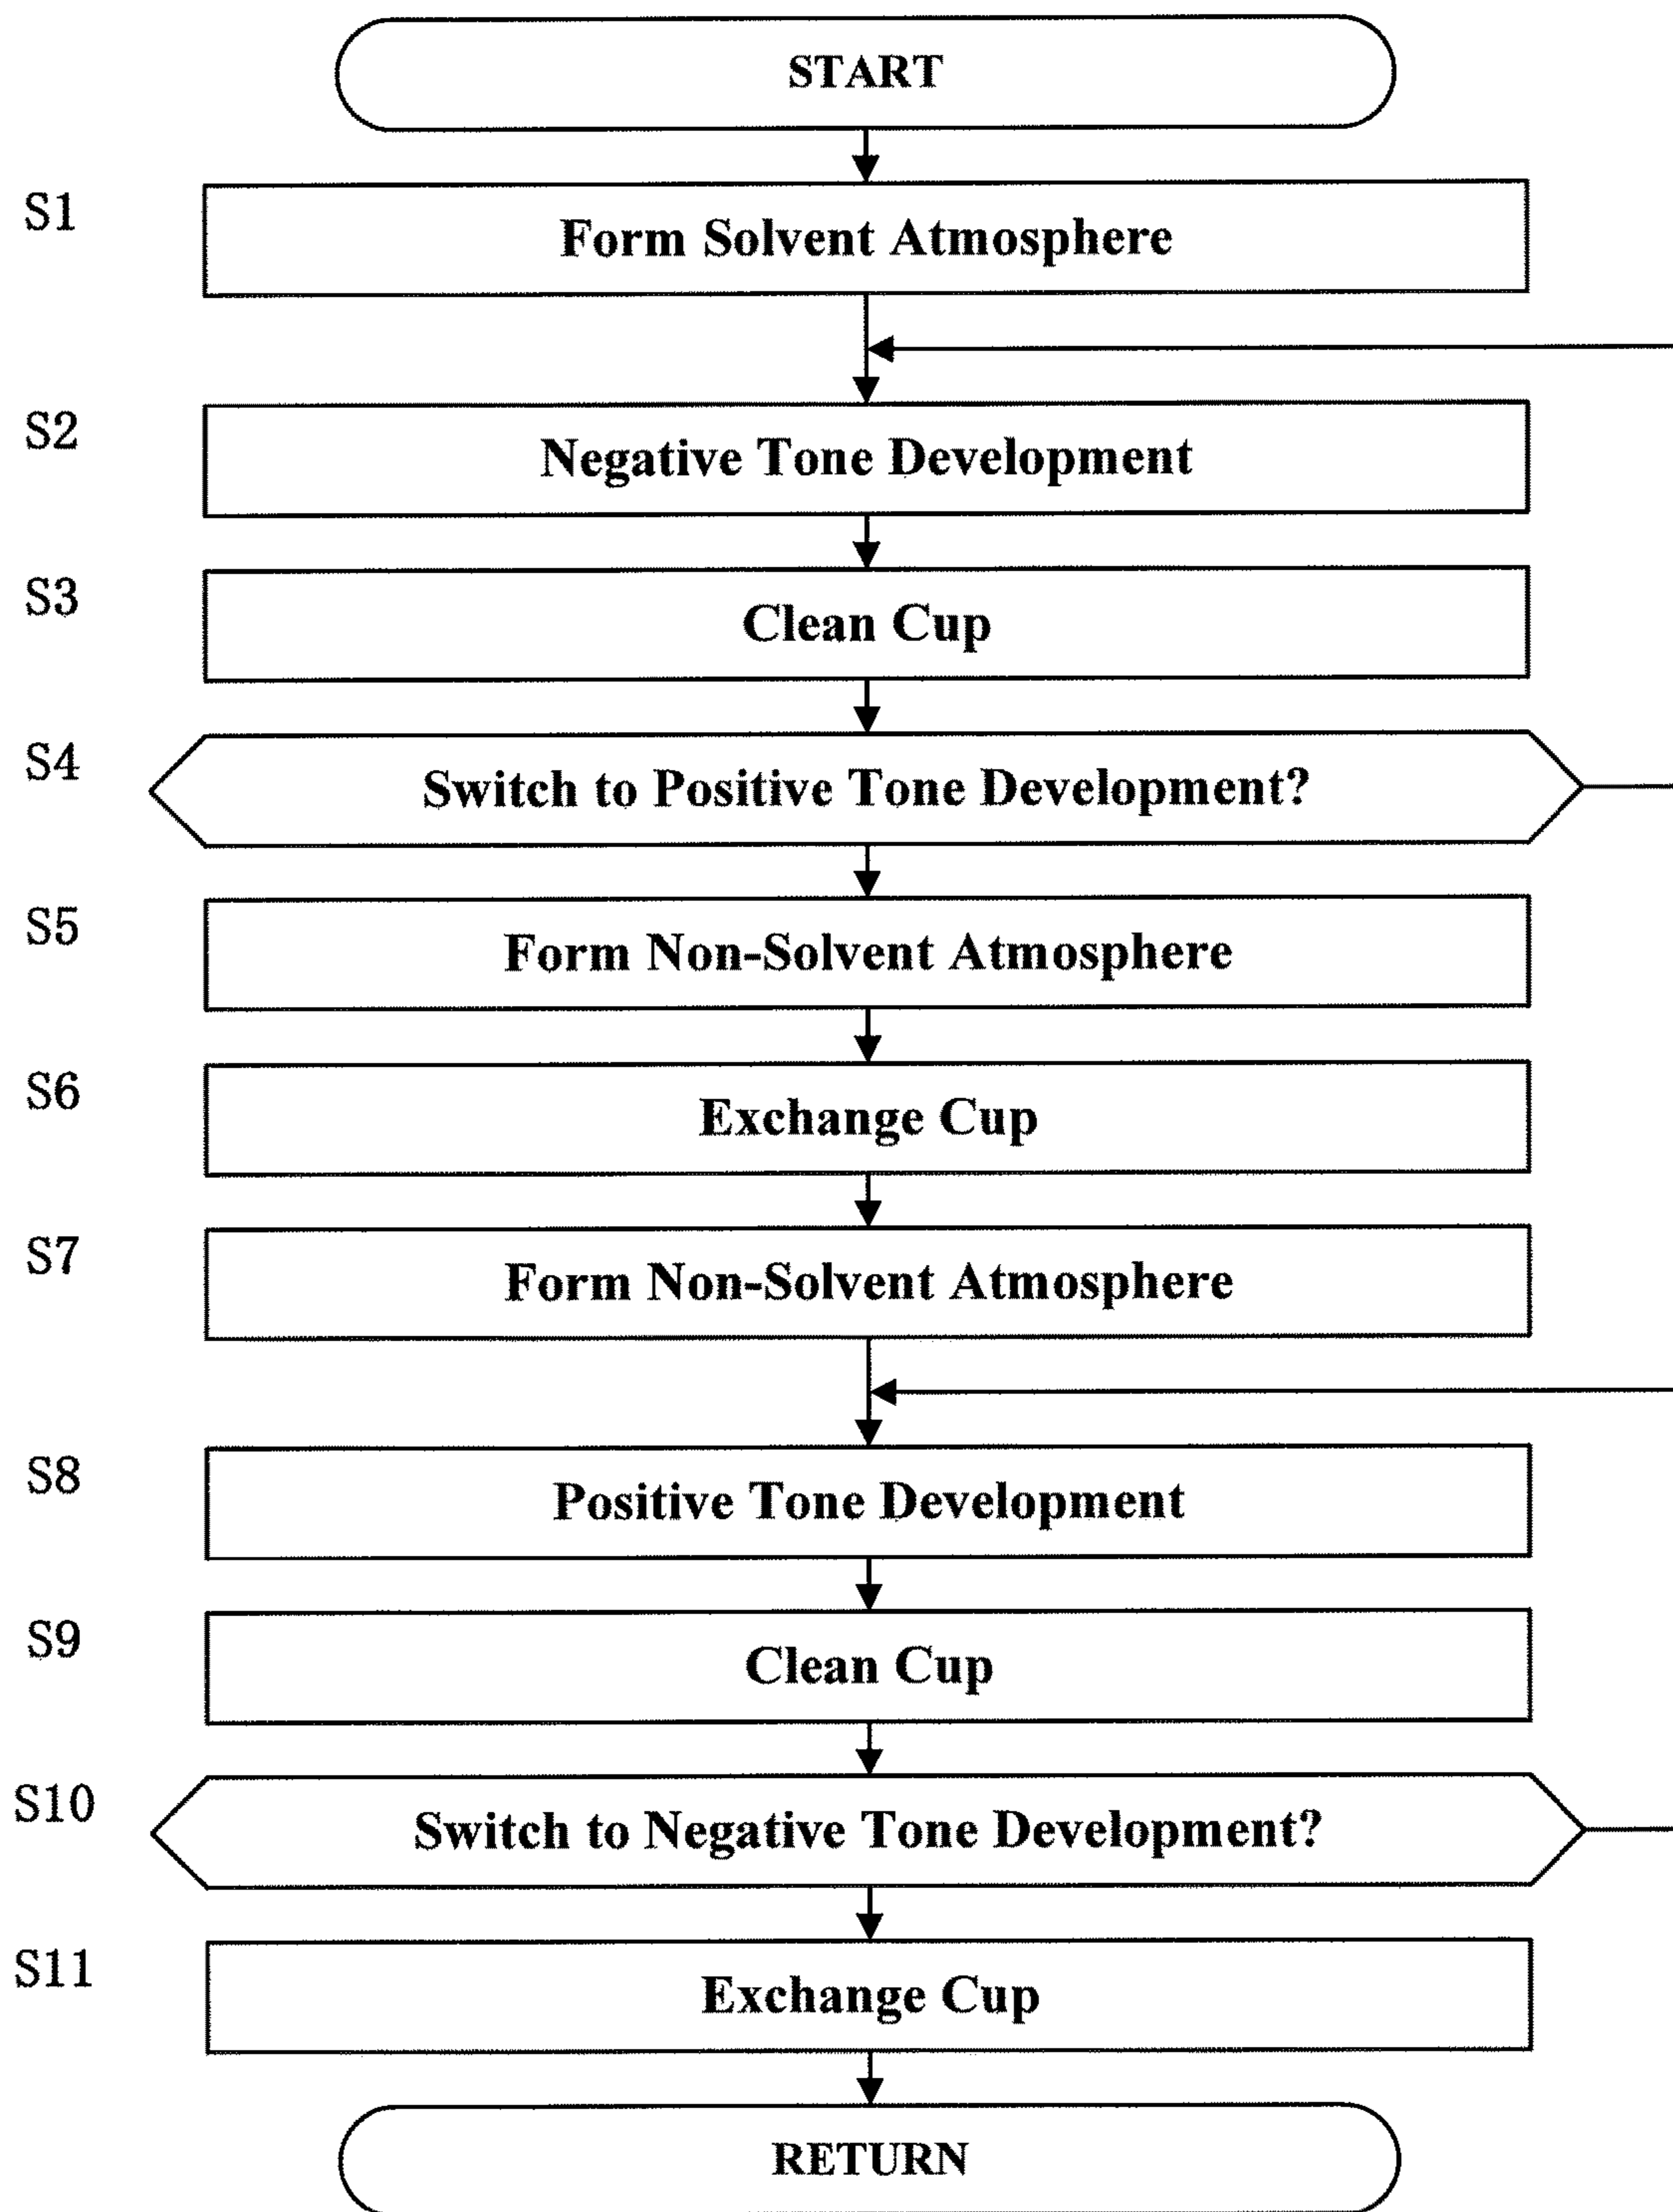 START
S1
Form Solvent Atmosphere
S2
Negative Tone Development
S3
Clean Cup
S4
Switch to Positive Tone Development?
S5
Form Non-Solvent Atmosphere
S6
Exchange Cup
S7
Form Non-Solvent Atmosphere
S8
Positive Tone Development
S9
Clean Cup
S10
Switch to Negative Tone Development?
S11
Exchange Cup
RETURN